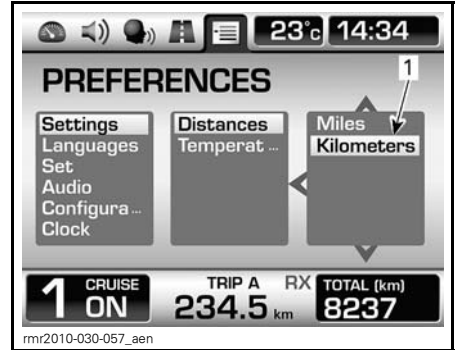 23°c 14:34
1
PREFERENCES
Settings
Languages
Set
Audio
Configura ...
Clock
Distances
Temperat ...
Miles
Kilometers
1 CRUISE ON
TRIP A RX
234.5 km
TOTAL (km)
8237
rmr2010-030-057_aen